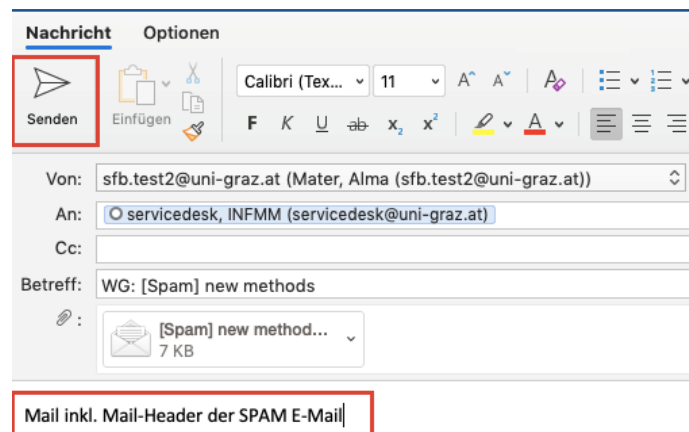 Nachricht Optionen
Senden
Einfügen
Calibri (Tex... 11 A^ A˅ A
F K U ab x₂ x² A
Von: sfb.test2@uni-graz.at (Mater, Alma (sfb.test2@uni-graz.at))
An: servicedesk, INFMM (servicedesk@uni-graz.at)
Cc:
Betreff: WG: [Spam] new methods
:
[Spam] new method...
7 KB
Mail inkl. Mail-Header der SPAM E-Mail